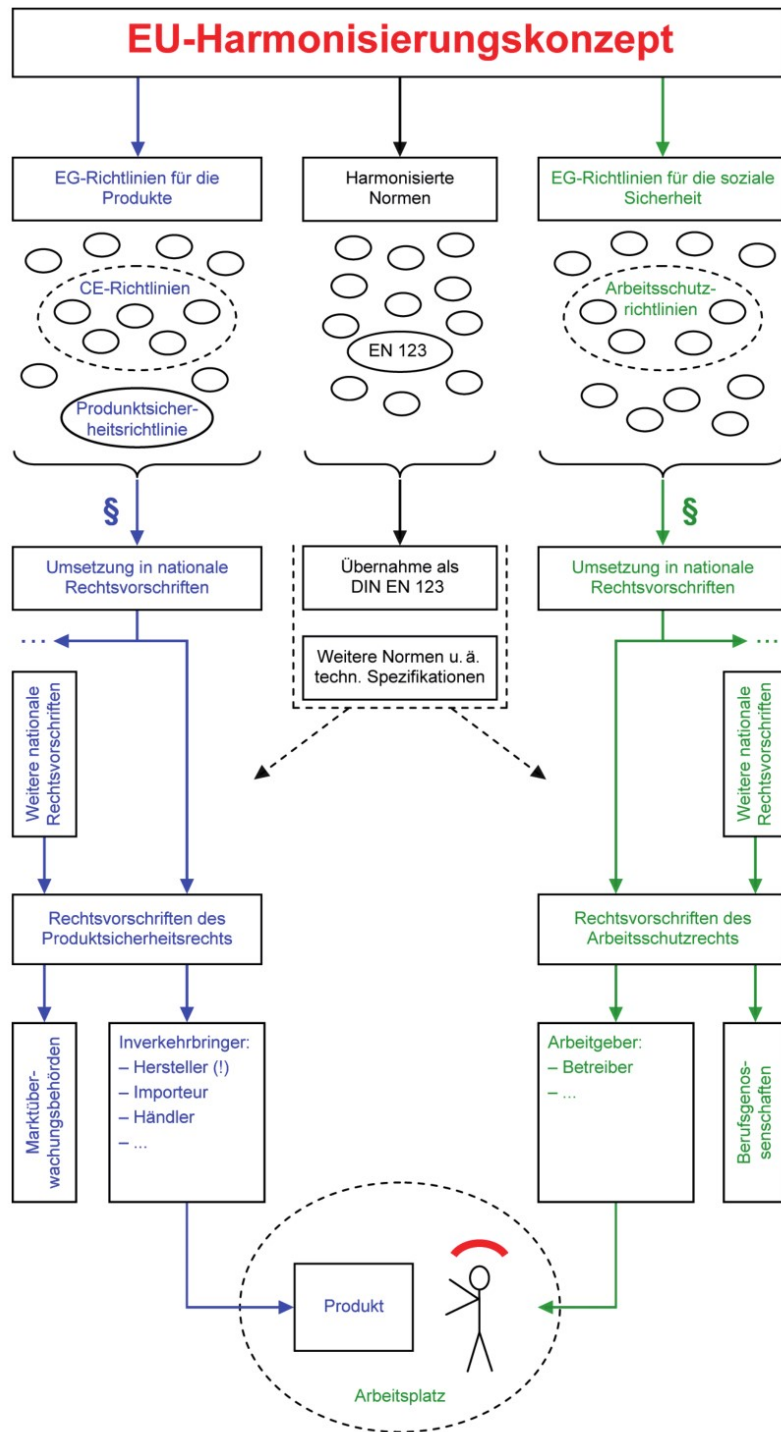 EU-Harmonisierungskonzept
EG-Richtlinien für die
Produkte
Harmonisierte
Normen
EG-Richtlinien für die soziale
Sicherheit
CE-Richtlinien
Produnktsicher-
heitsrichtlinie
EN 123
Arbeitsschutz-
richtlinien
§
§
Umsetzung in nationale
Rechtsvorschriften
Übernahme als
DIN EN 123
Weitere Normen u. ä.
techn. Spezifikationen
Umsetzung in nationale
Rechtsvorschriften
...
...
Weitere nationale
Rechtsvorschriften
Weitere nationale
Rechtsvorschriften
Rechtsvorschriften des
Produktsicherheitsrechts
Rechtsvorschriften des
Arbeitsschutzrechts
Marktüber-
wachungsbehörden
Inverkehrbringer:
– Hersteller (!)
– Importeur
– Händler
– ...
Arbeitgeber:
– Betreiber
– ...
Berufsgenos-
senschaften
Produkt
Arbeitsplatz